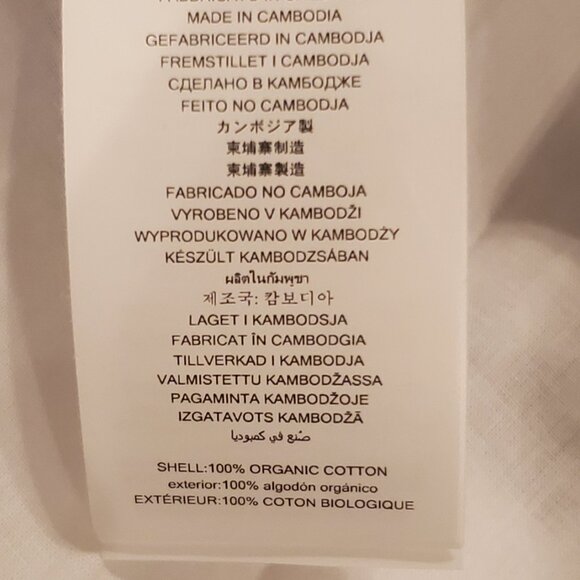 MADE IN CAMBODIA
GEFABRICEERD IN CAMBODJA
FREMSTILLET I CAMBODJA
СДЕЛАНО В КАМБОДЖЕ
FEITO NO CAMBODJA
カンボジア製
柬埔寨制造
柬埔寨製造
FABRICADO NO CAMBOJA
VYROBENO V KAMBODŽI
WYPRODUKOWANO W KAMBODŻY
KÉSZÜLT KAMBODZSÁBAN
ผลิตในกัมพูชา
제조국: 캄보디아
LAGET I KAMBODSJA
FABRICAT ÎN CAMBODGIA
TILLVERKAD I KAMBODJA
VALMISTETTU KAMBODŽASSA
PAGAMINTA KAMBODŽOJE
IZGATAVOTS KAMBODŽĀ
صُنع في كمبوديا
SHELL:100% ORGANIC COTTON
exterior:100% algodón orgánico
EXTÉRIEUR:100% COTON BIOLOGIQUE